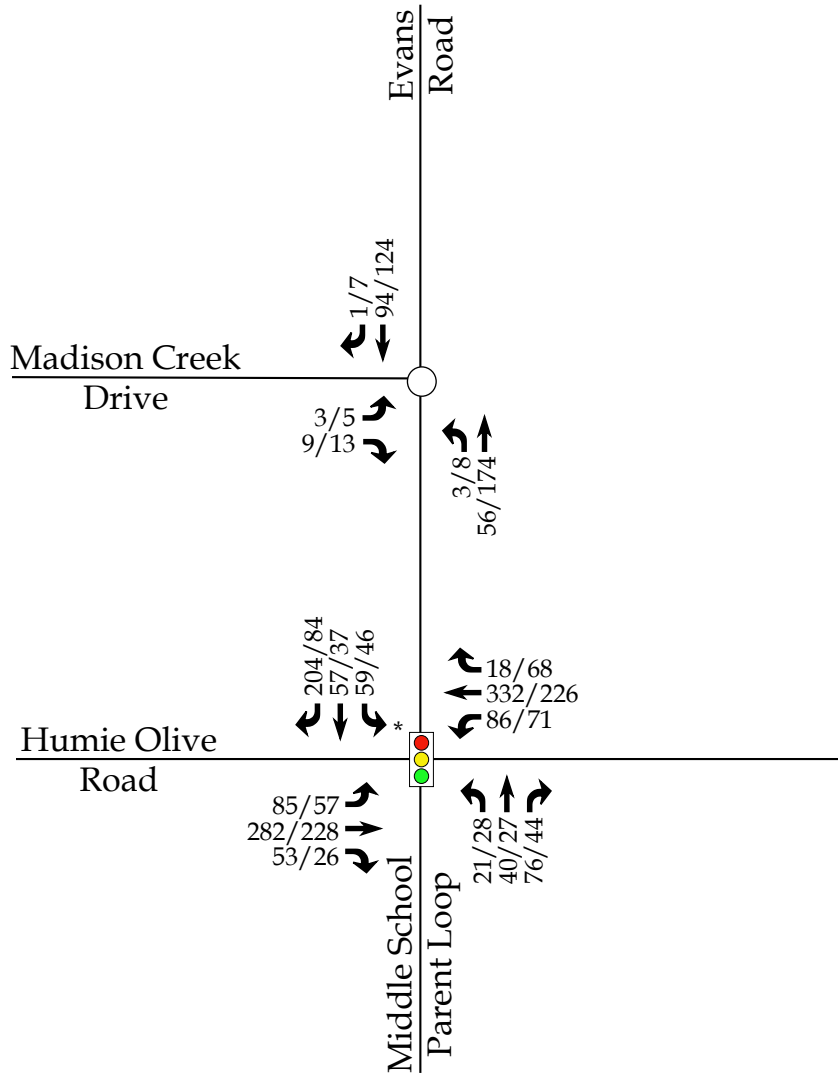 Evans
Road
1/7
94/124
Madison Creek
Drive
3/5
9/13
3/8
56/174
204/84
57/37
59/46
18/68
332/226
86/71
*
Humie Olive
Road
85/57
282/228
53/26
21/28
40/27
76/44
Middle School
Parent Loop